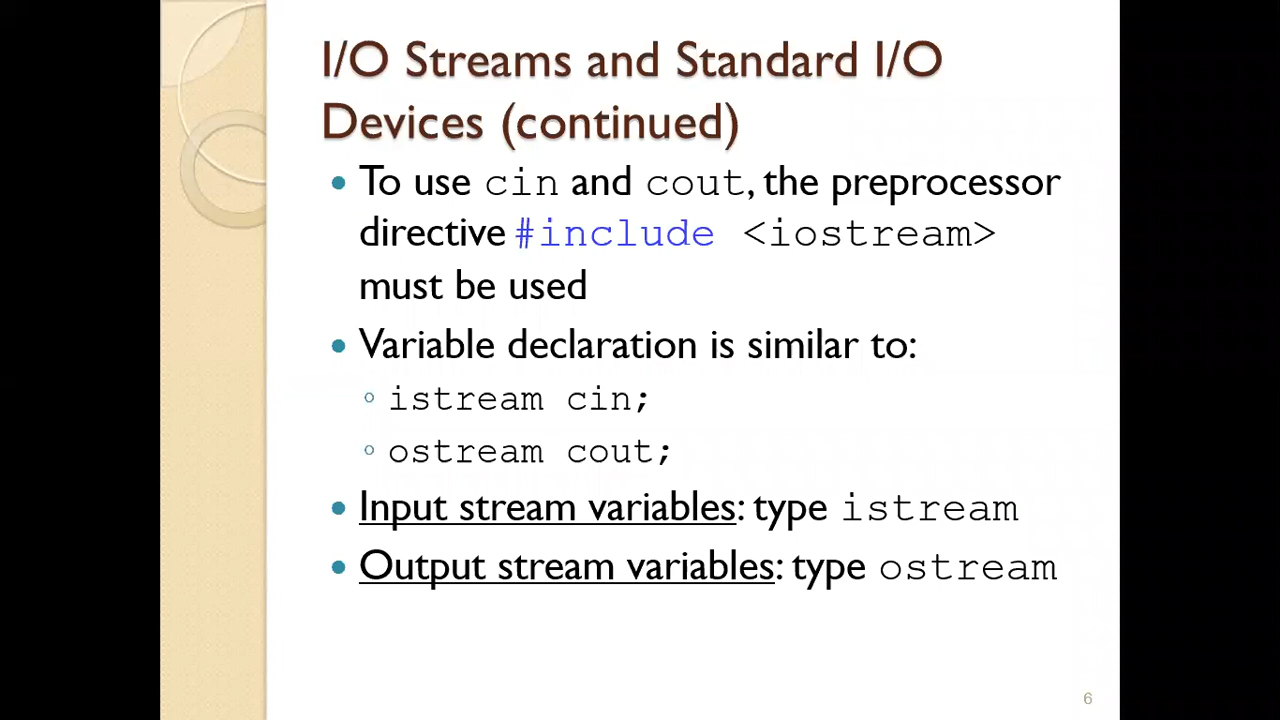 I/O Streams and Standard I/O
Devices (continued)
• To use cin and cout, the preprocessor
directive #include <iostream>
must be used
• Variable declaration is similar to:
◦ istream cin;
◦ ostream cout;
• Input stream variables: type istream
• Output stream variables: type ostream
6